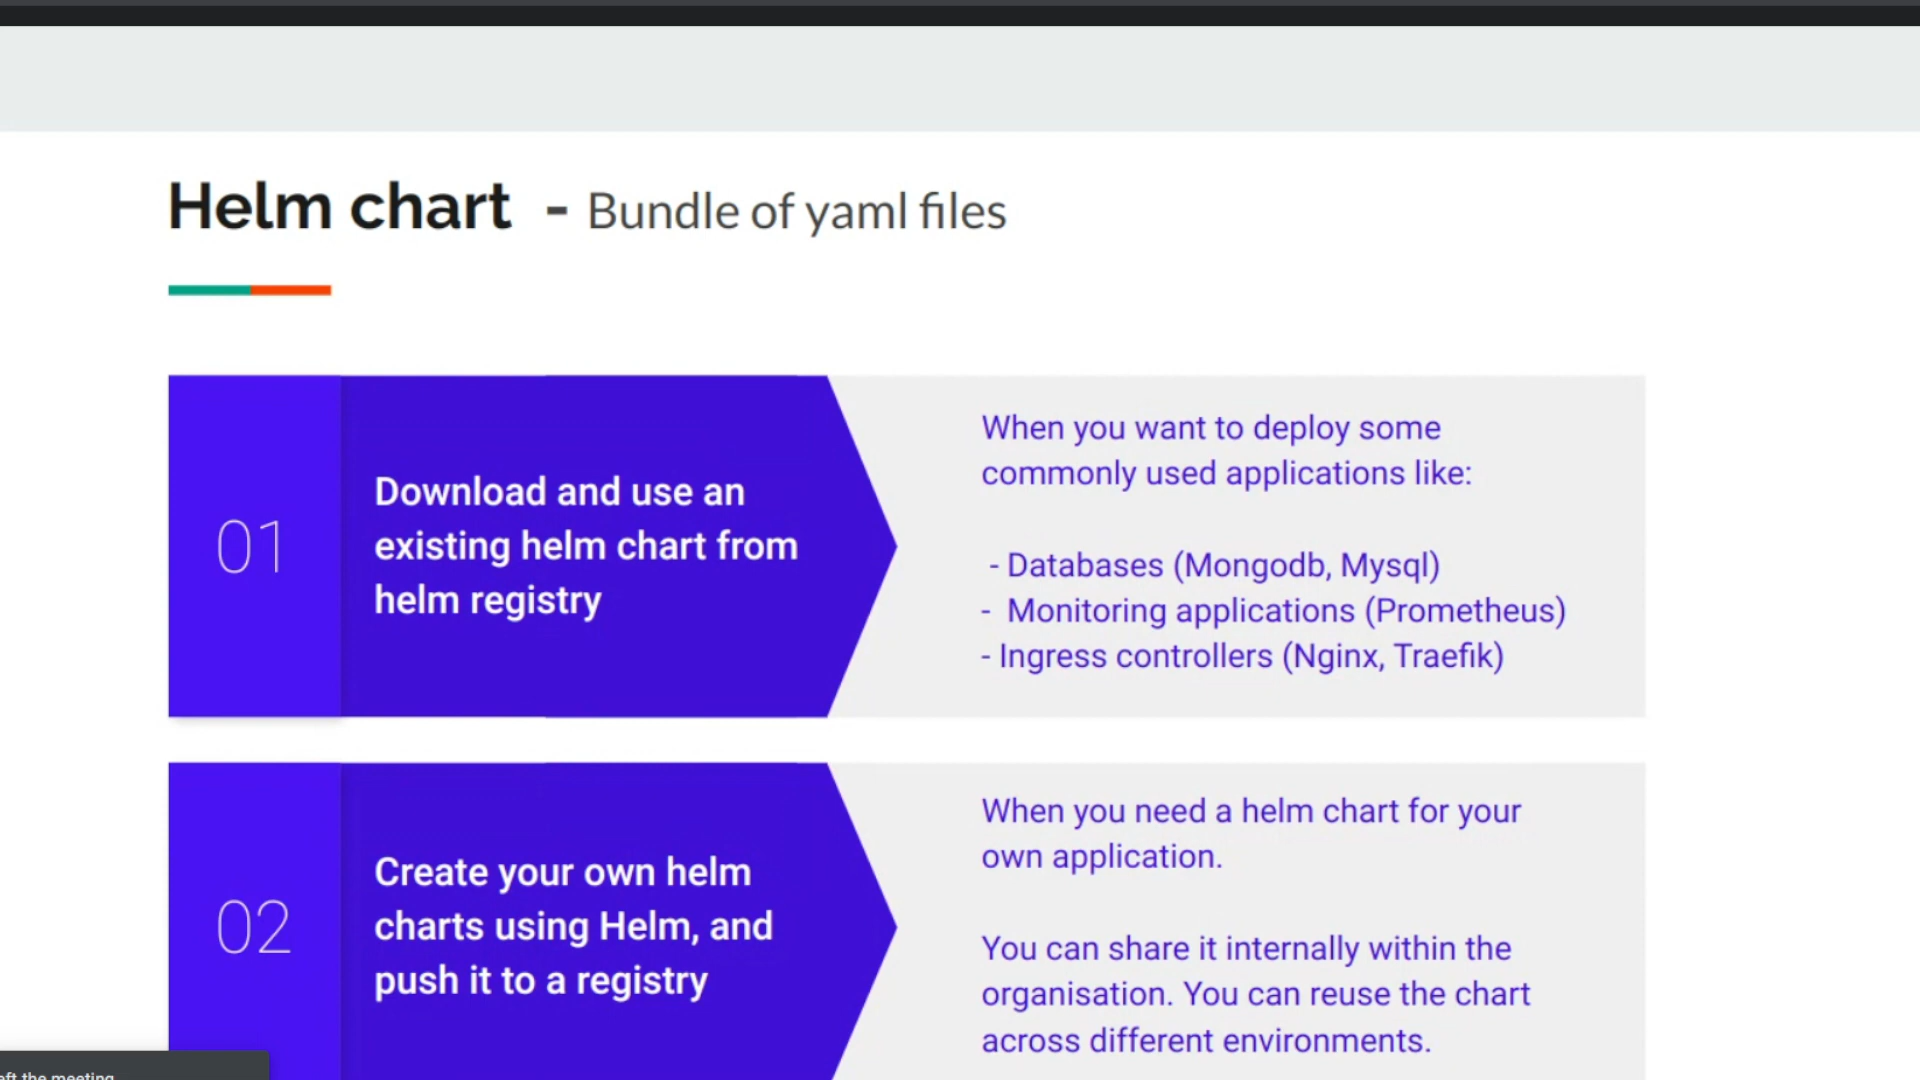 Helm chart - Bundle of yaml files
01
Download and use an
existing helm chart from
helm registry
When you want to deploy some
commonly used applications like:
- Databases (Mongodb, Mysql)
- Monitoring applications (Prometheus)
- Ingress controllers (Nginx, Traefik)
02
Create your own helm
charts using Helm, and
push it to a registry
When you need a helm chart for your
own application.
You can share it internally within the
organisation. You can reuse the chart
across different environments.
the meeting